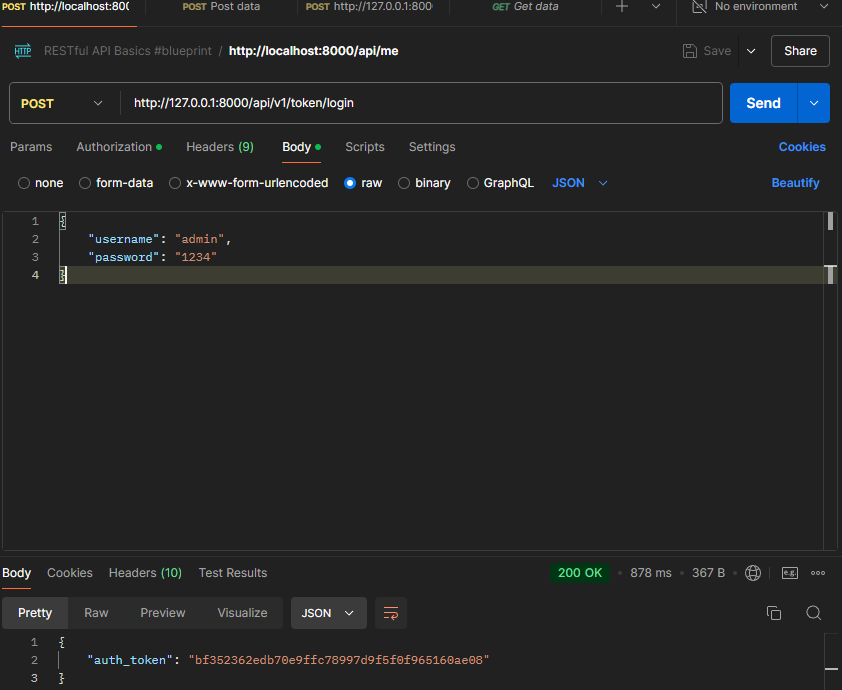 POST http://localhost:800 POST Post data POST http://127.0.0.1:800 GET Get data No environment
HTTP RESTful API Basics #blueprint / http://localhost:8000/api/me Save Share
POST http://127.0.0.1:8000/api/v1/token/login Send
Params Authorization Headers (9) Body Scripts Settings Cookies
none form-data x-www-form-urlencoded raw binary GraphQL JSON Beautify
1 {
2 "username": "admin",
3 "password": "1234"
4 }
Body Cookies Headers (10) Test Results 200 OK • 878 ms • 367 B • e.g.
Pretty Raw Preview Visualize JSON
1 {
2 "auth_token": "bf352362edb70e9ffc78997d9f5f0f965160ae08"
3 }